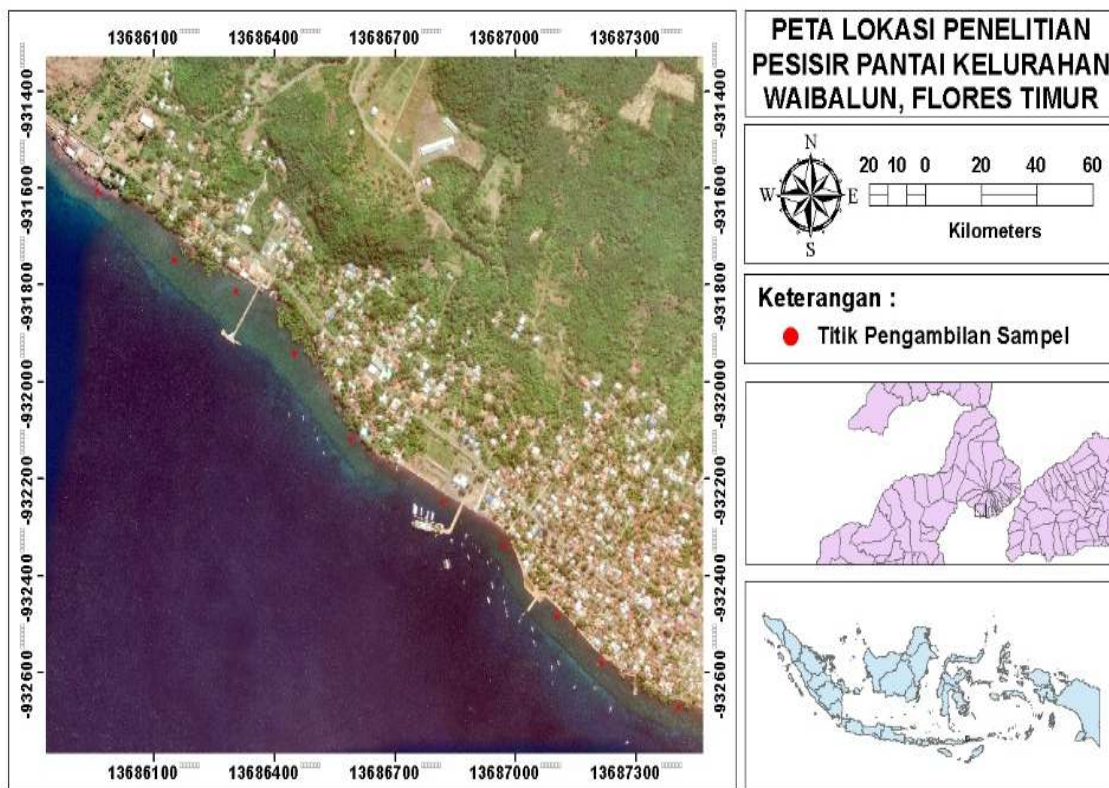 PETA LOKASI PENELITIAN
PESISIR PANTAI KELURAHAN
WAIBALUN, FLORES TIMUR
N
W E
S
20 10 0 20 40 60
Kilometers
Keterangan :
Titik Pengambilan Sampel
13686100 13686400 13686700 13687000 13687300
-931400 -931400
-931600 -931600
-931800 -931800
-932000 -932000
-932200 -932200
-932400 -932400
-932600 -932600
13686100 13686400 13686700 13687000 13687300